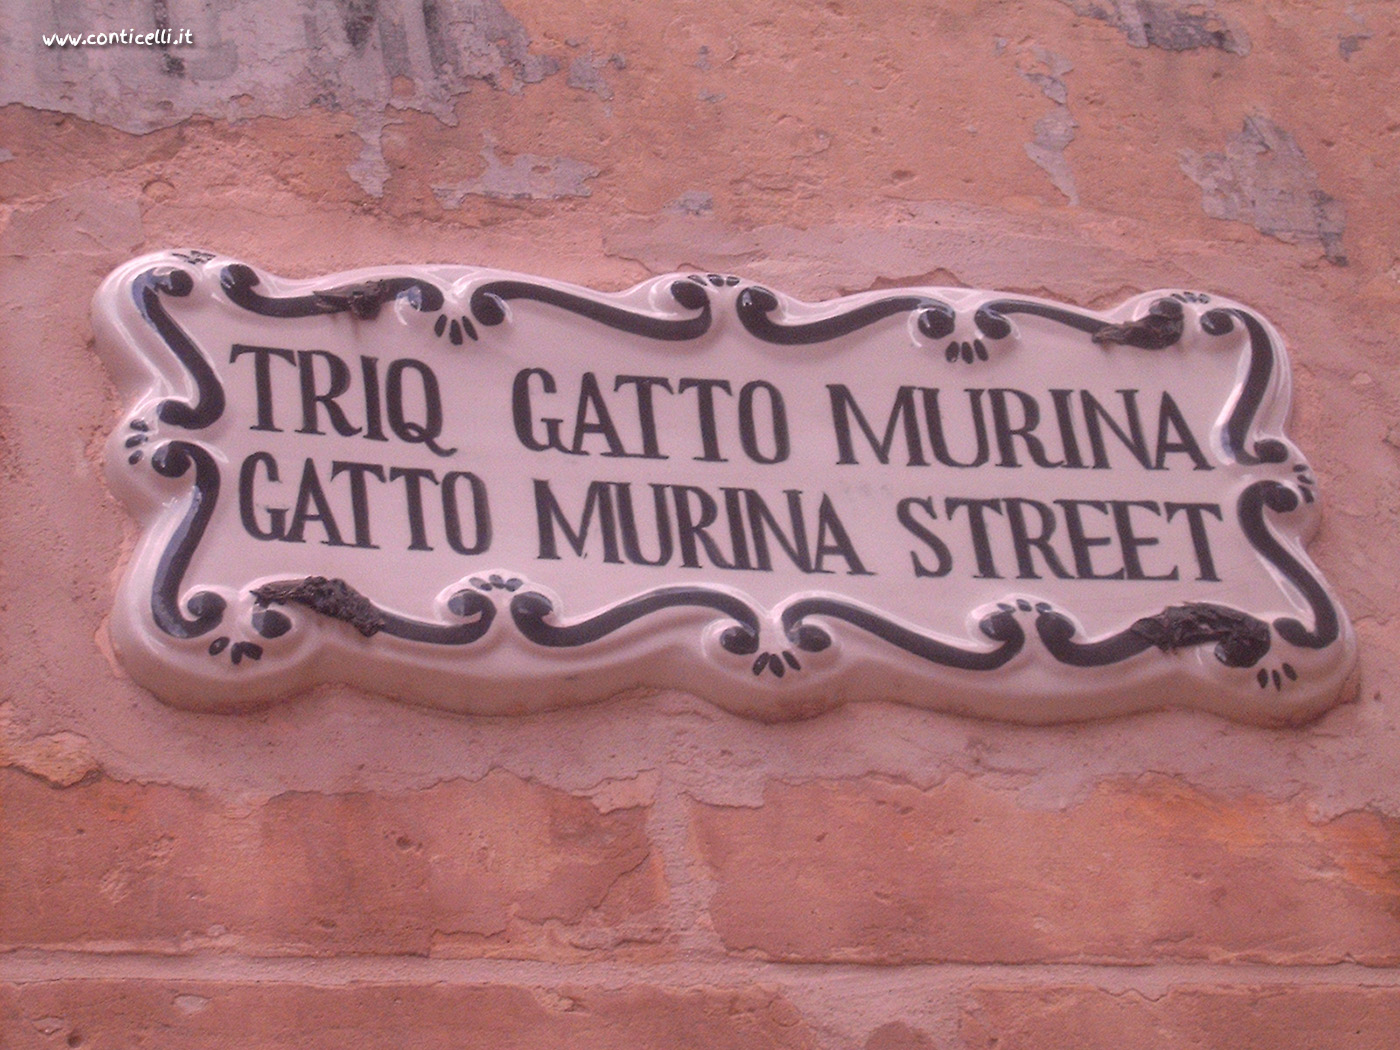 www.conticelli.it
TRIQ GATTO MURINA
GATTO MURINA STREET